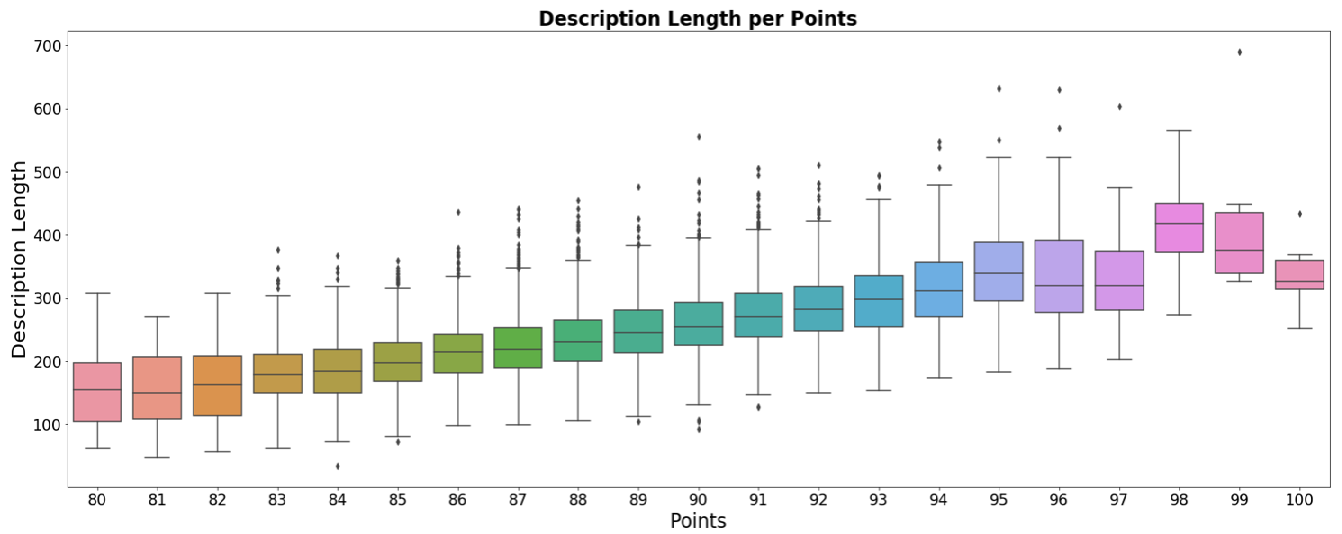 Description Length per Points
700
600
500
400
300
200
100
Description Length
80 81 82 83 84 85 86 87 88 89 90 91 92 93 94 95 96 97 98 99 100
Points